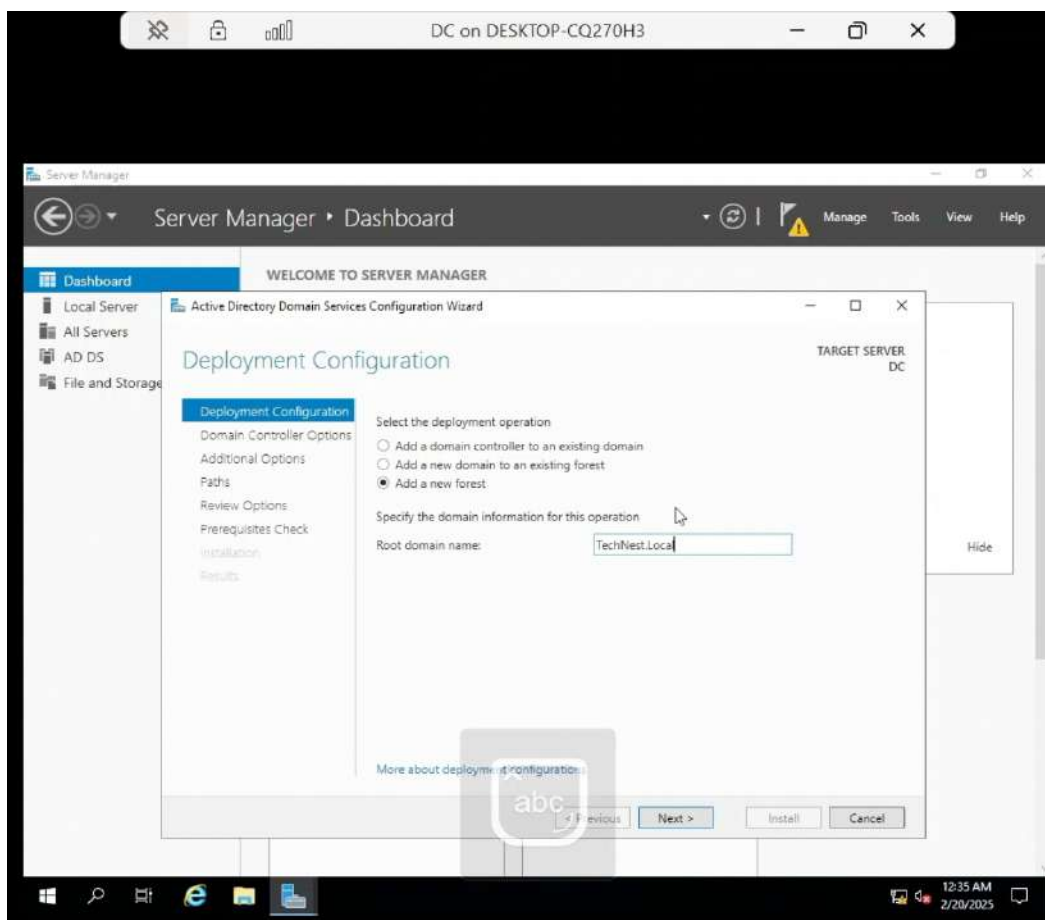 DC on DESKTOP-CQ270H3
Server Manager
Server Manager • Dashboard
Manage Tools View Help
Dashboard
Local Server
All Servers
AD DS
File and Storage
WELCOME TO SERVER MANAGER
Active Directory Domain Services Configuration Wizard
Deployment Configuration
TARGET SERVER
DC
Deployment Configuration
Domain Controller Options
Additional Options
Paths
Review Options
Prerequisites Check
Installation
Results
Select the deployment operation
Add a domain controller to an existing domain
Add a new domain to an existing forest
Add a new forest
Specify the domain information for this operation
Root domain name: TechNest.Local
Hide
More about deployment configurations
abc
< Previous Next > Install Cancel
12:35 AM
2/20/2025